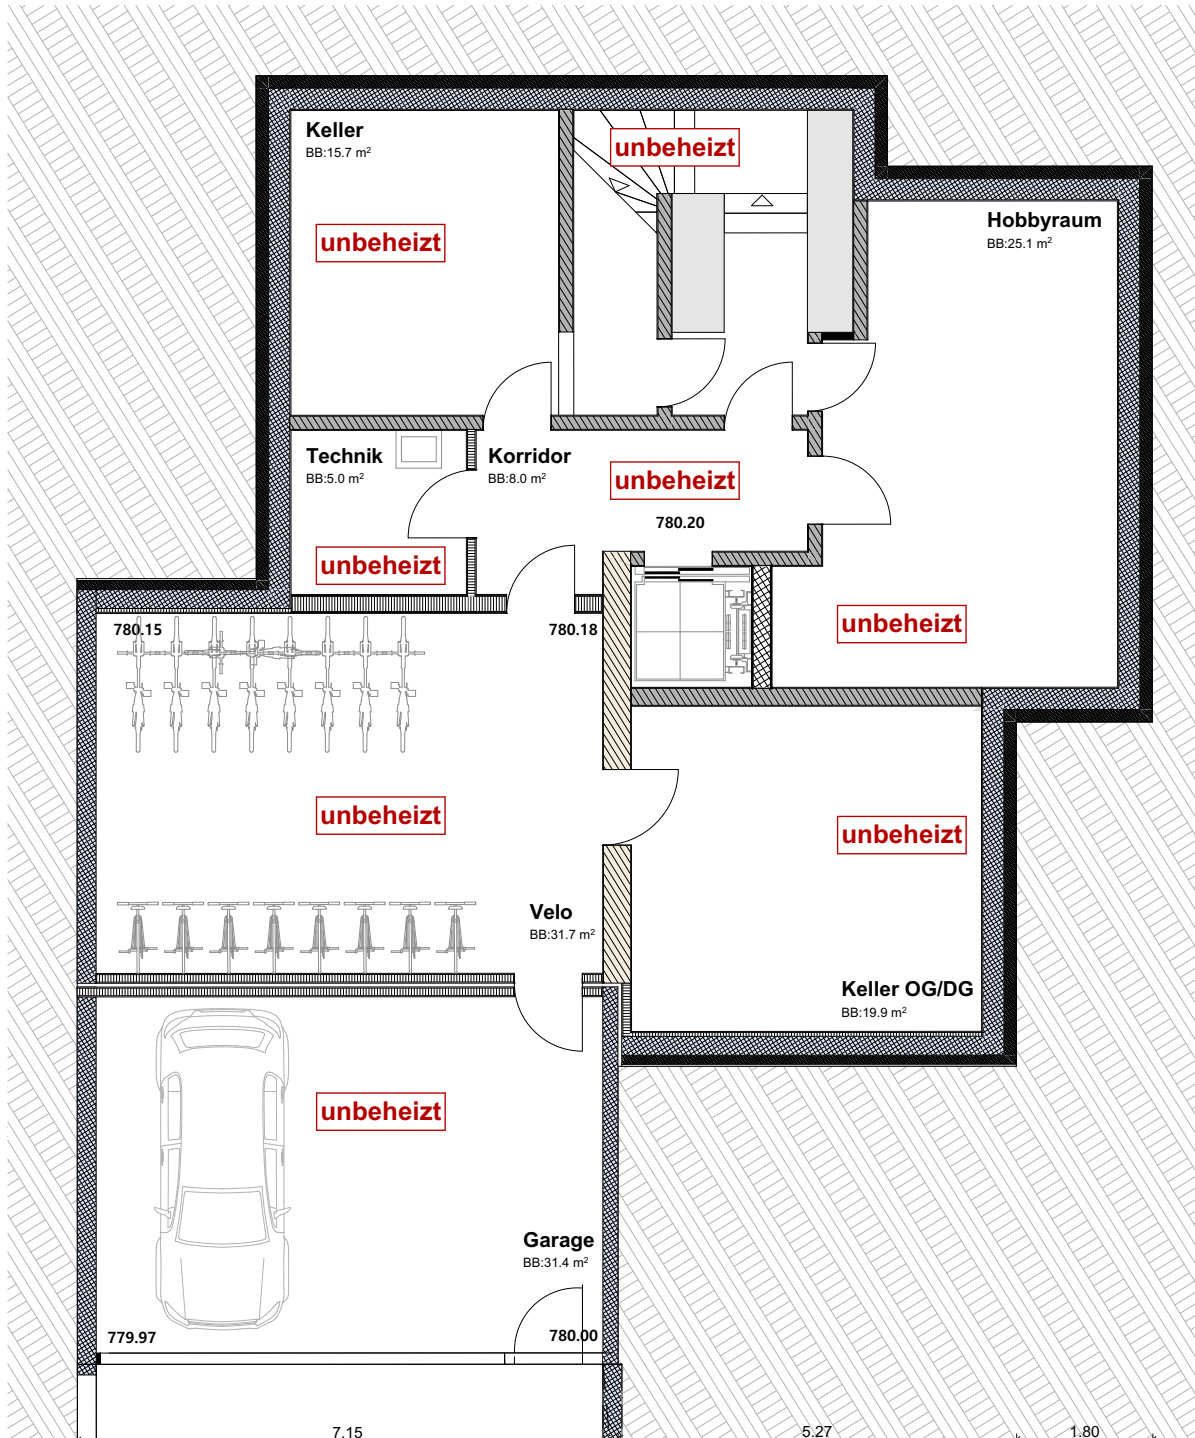 Keller
BB:15.7 m²
unbeheizt
unbeheizt
Hobbyraum
BB:25.1 m²
Technik
BB:5.0 m²
Korridor
BB:8.0 m²
unbeheizt
780.20
unbeheizt
780.15
780.18
unbeheizt
unbeheizt
unbeheizt
Velo
BB:31.7 m²
Keller OG/DG
BB:19.9 m²
unbeheizt
Garage
BB:31.4 m²
779.97
780.00
7.15
5.27
1.80